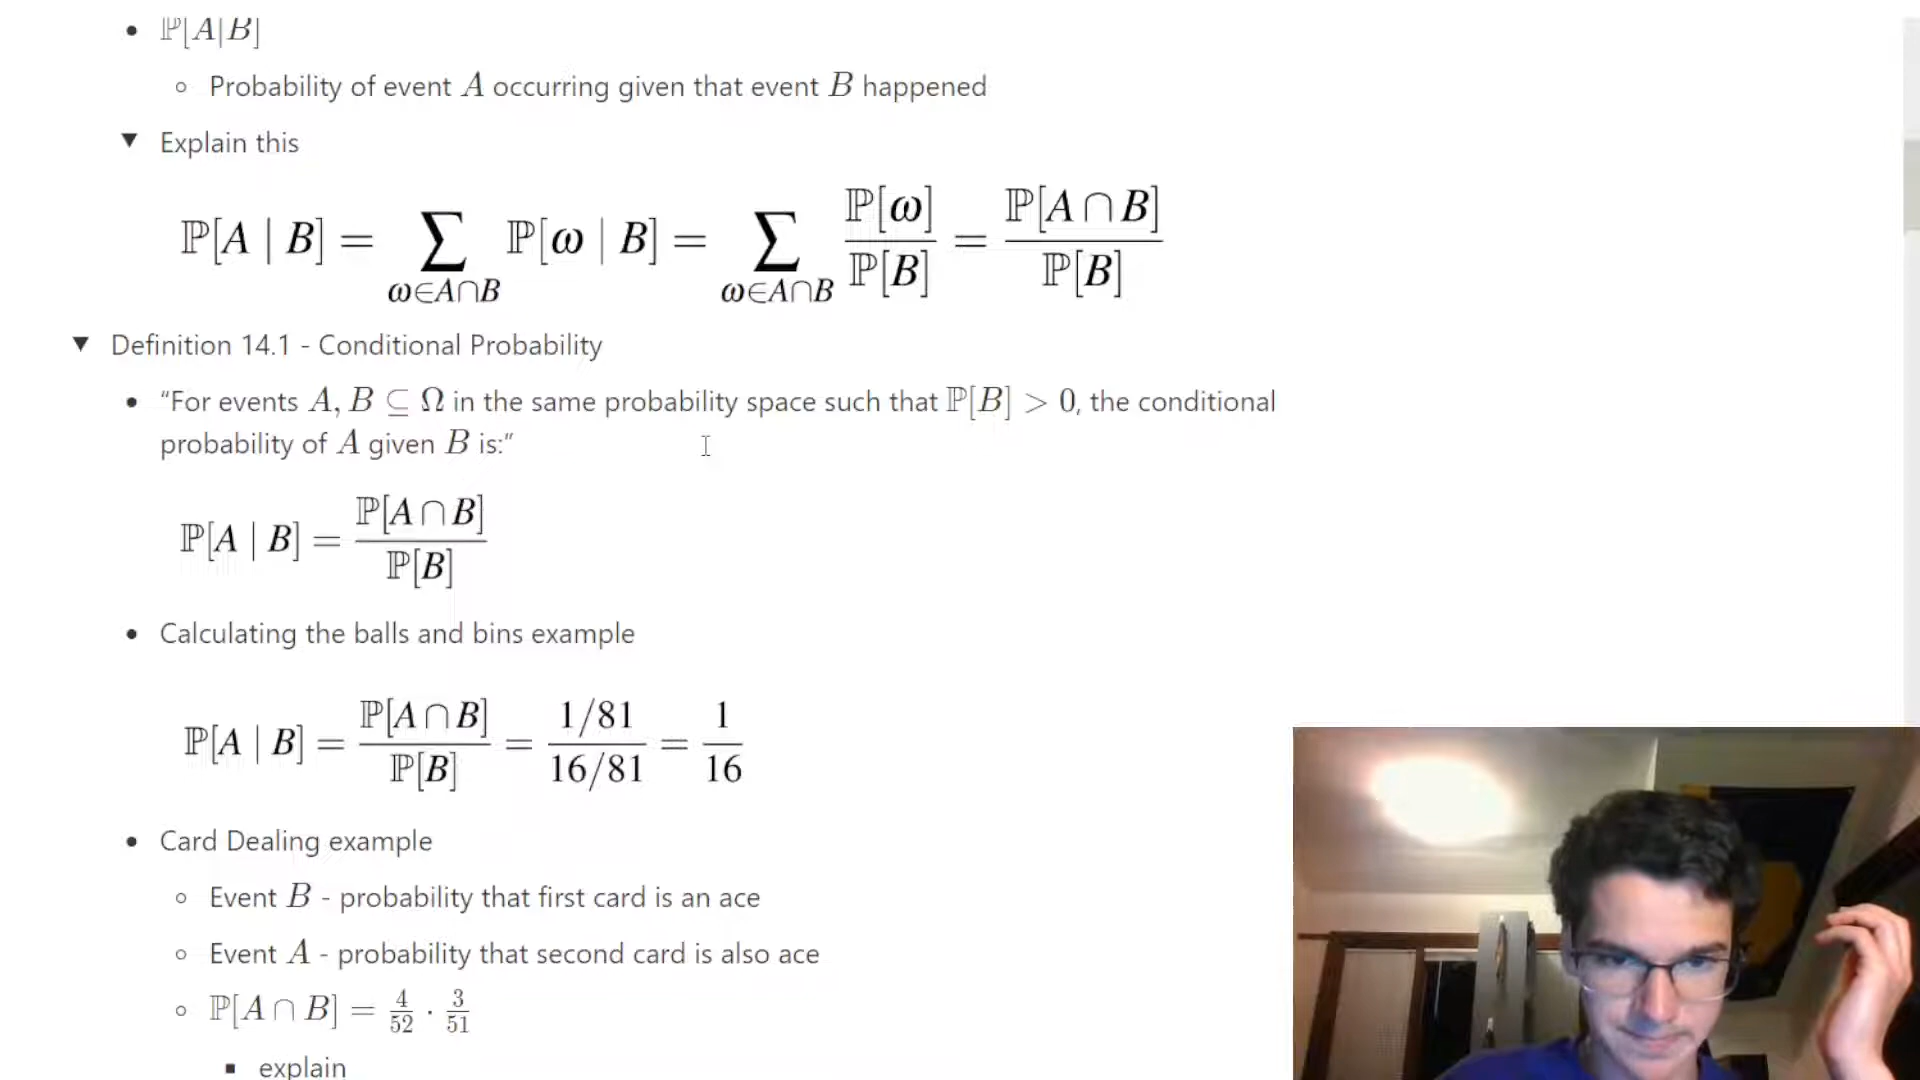 ℙ[A|B]
Probability of event A occurring given that event B happened
Explain this
ℙ[A | B] = ∑_{ω∈A∩B} ℙ[ω | B] = ∑_{ω∈A∩B} ℙ[ω]/ℙ[B] = ℙ[A∩B]/ℙ[B]
Definition 14.1 - Conditional Probability
“For events A, B ⊆ Ω in the same probability space such that ℙ[B] > 0, the conditional
probability of A given B is:”
ℙ[A | B] = ℙ[A∩B]/ℙ[B]
Calculating the balls and bins example
ℙ[A | B] = ℙ[A∩B]/ℙ[B] = (1/81)/(16/81) = 1/16
Card Dealing example
Event B - probability that first card is an ace
Event A - probability that second card is also ace
ℙ[A ∩ B] = 4/52 · 3/51
explain